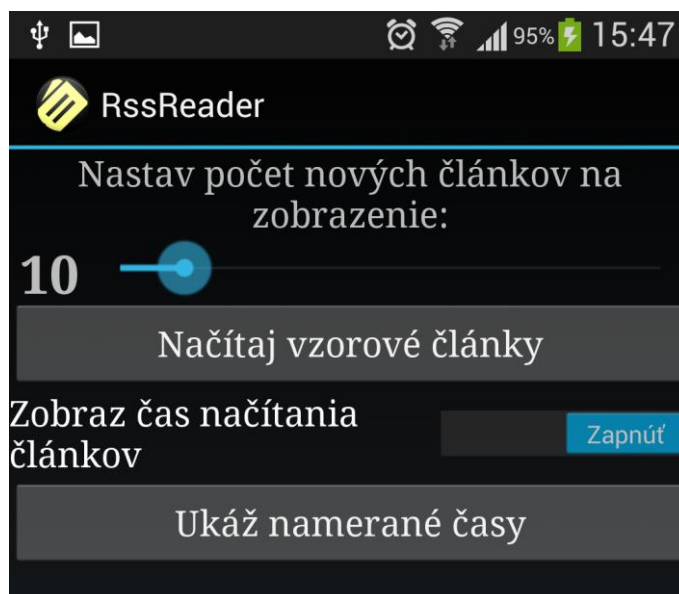 95% 15:47
RssReader
Nastav počet nových článkov na
zobrazenie:
10
Načítaj vzorové články
Zobraz čas načítania
článkov
Zapnúť
Ukáž namerané časy